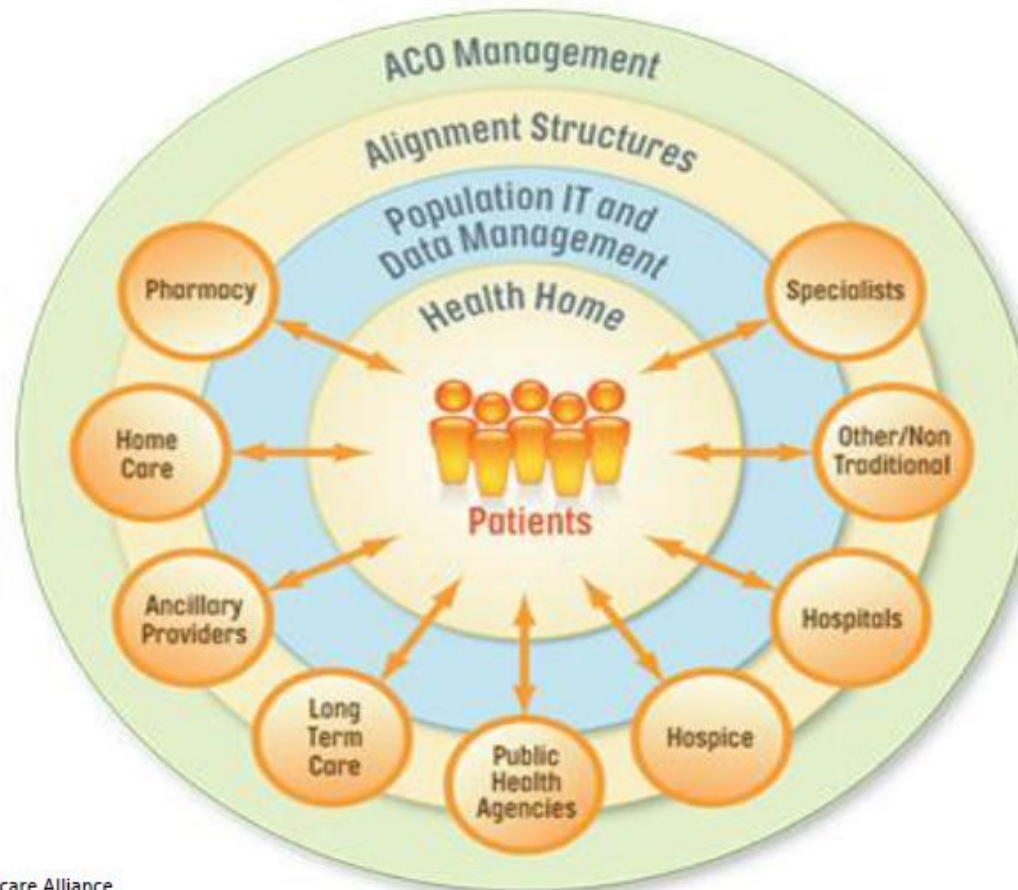 ACO Management
Alignment Structures
Population IT and
Data Management
Health Home
Pharmacy
Specialists
Home
Care
Other/Non
Traditional
Patients
Ancillary
Providers
Hospitals
Long
Term
Care
Public
Health
Agencies
Hospice
care Alliance